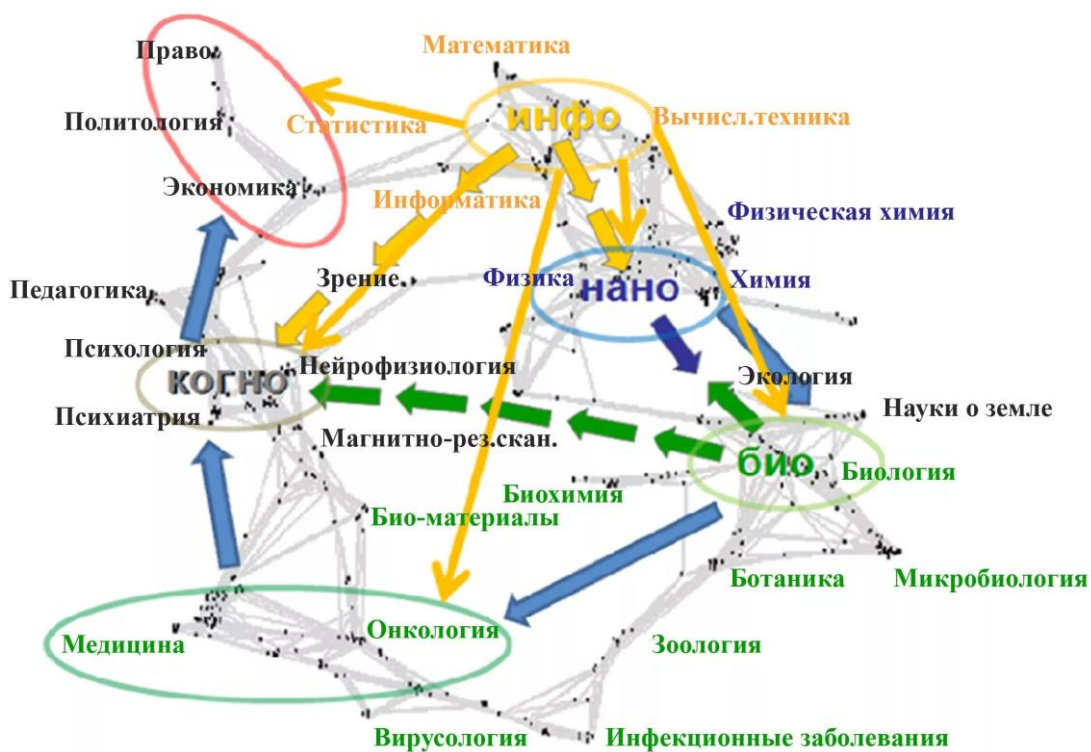 Право
Математика
Политология
Статистика
инфо
Вычисл.техника
Экономика
Информатика
Физическая химия
Педагогика
Зрение.
Физика
нано
Химия
Психология
когно
Нейрофизиология
Экология
Психиатрия
Магнитно-рез.скан.
Науки о земле
био
Биология
Биохимия
Био-материалы
Ботаника
Микробиология
Медицина
Онкология
Зоология
Вирусология
Инфекционные заболевания